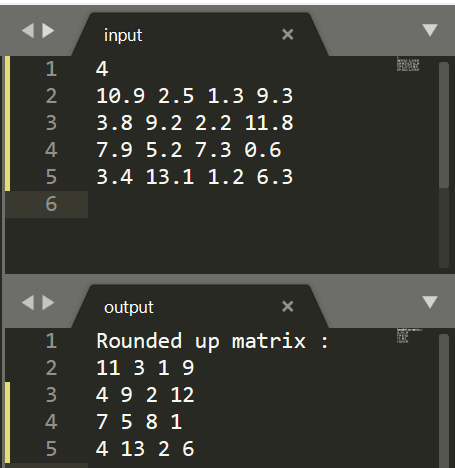 input
1 4
2 10.9 2.5 1.3 9.3
3 3.8 9.2 2.2 11.8
4 7.9 5.2 7.3 0.6
5 3.4 13.1 1.2 6.3
6
output
1 Rounded up matrix :
2 11 3 1 9
3 4 9 2 12
4 7 5 8 1
5 4 13 2 6